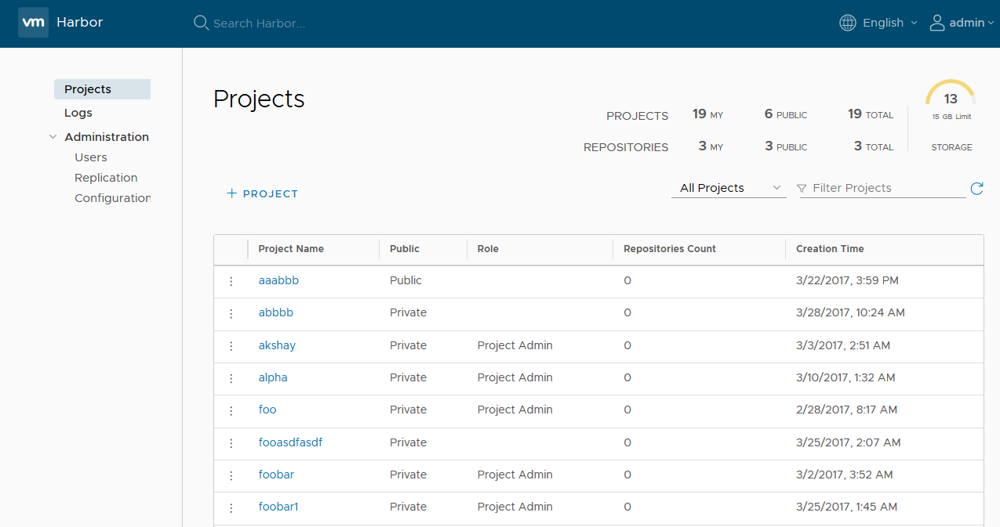 vm Harbor Search Harbor... English admin
Projects
Logs
Administration
Users
Replication
Configuration
Projects
PROJECTS 19 MY 6 PUBLIC 19 TOTAL
REPOSITORIES 3 MY 3 PUBLIC 3 TOTAL
13
15 GB Limit
STORAGE
+ PROJECT
All Projects Filter Projects
Project Name Public Role Repositories Count Creation Time
aaabbb Public 0 3/22/2017, 3:59 PM
abbbb Private 0 3/28/2017, 10:24 AM
akshay Private Project Admin 0 3/3/2017, 2:51 AM
alpha Private Project Admin 0 3/10/2017, 1:32 AM
foo Private Project Admin 0 2/28/2017, 8:17 AM
fooasdfasdf Private 0 3/25/2017, 2:07 AM
foobar Private Project Admin 0 3/2/2017, 3:52 AM
foobar1 Private Project Admin 0 3/25/2017, 1:45 AM